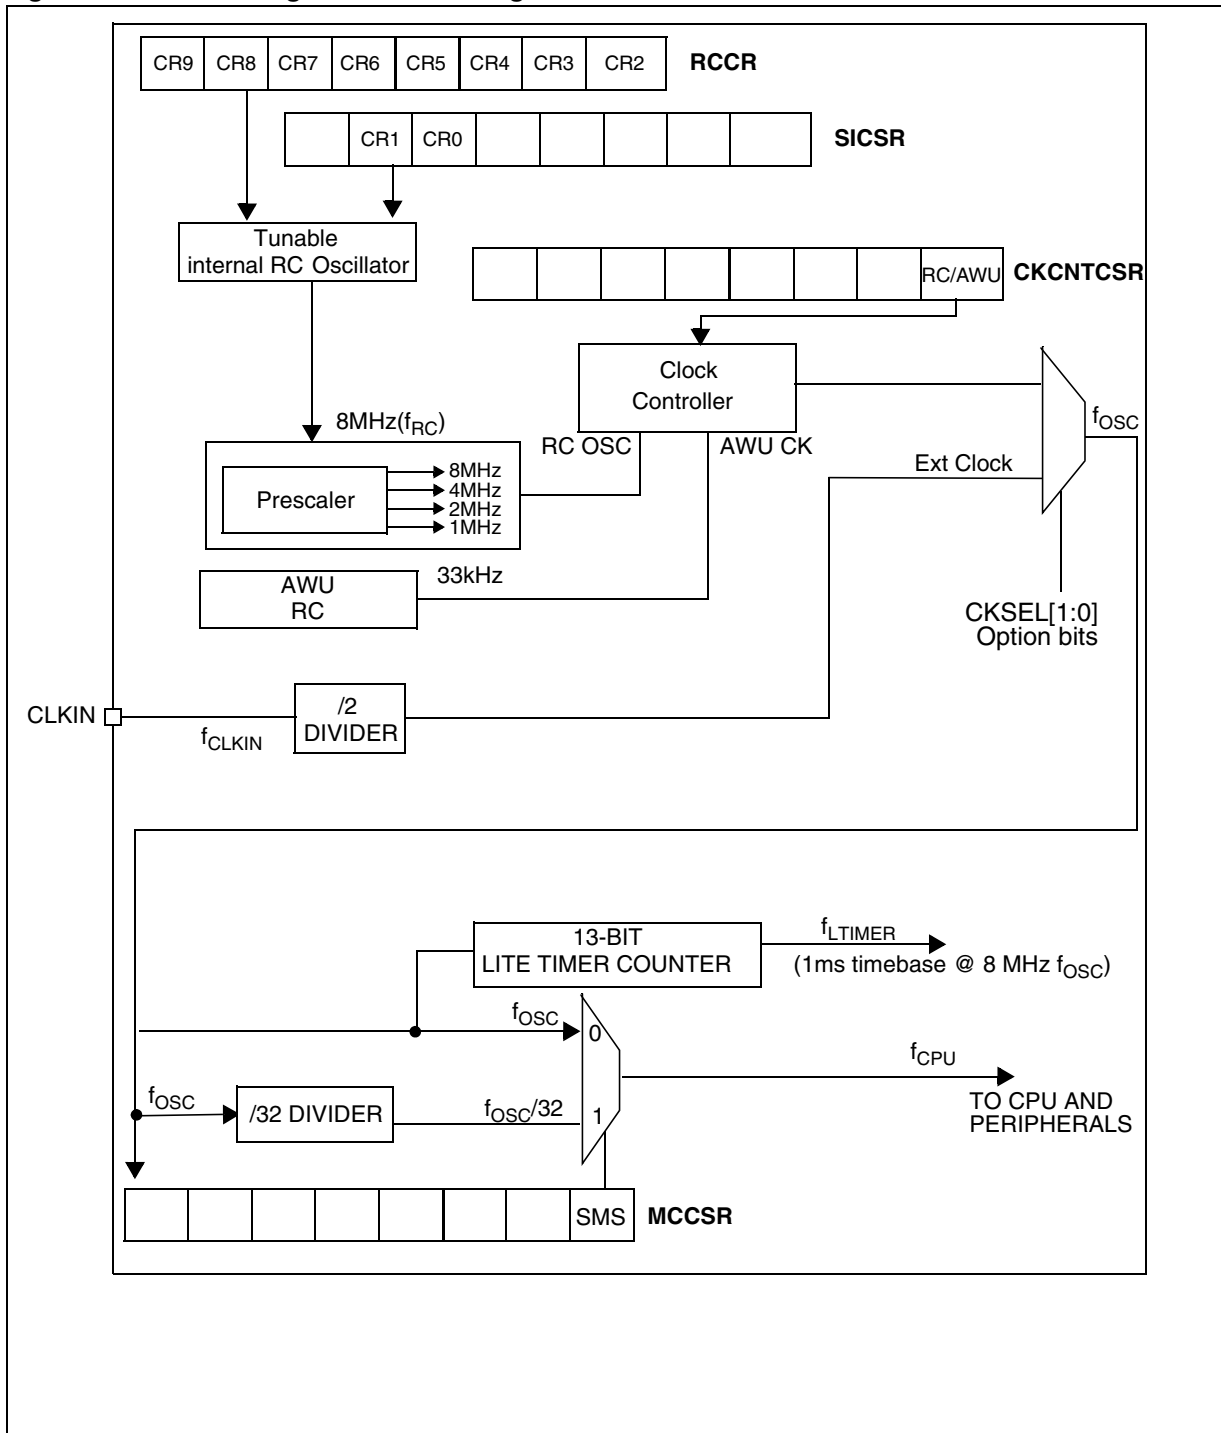 CR9 CR8 CR7 CR6 CR5 CR4 CR3 CR2 RCCR
CR1 CR0 SICSR
Tunable
internal RC Oscillator
RC/AWU CKCNTCSR
Clock
Controller
8MHz(fRC)
RC OSC AWU CK
fOSC
Ext Clock
Prescaler
8MHz
4MHz
2MHz
1MHz
33kHz
AWU
RC
CKSEL[1:0]
Option bits
/2
DIVIDER
CLKIN
fCLKIN
13-BIT
LITE TIMER COUNTER
fLTIMER
(1ms timebase @ 8 MHz fOSC)
fOSC
0
fCPU
TO CPU AND
PERIPHERALS
fOSC
/32 DIVIDER
fOSC/32
1
SMS MCCSR